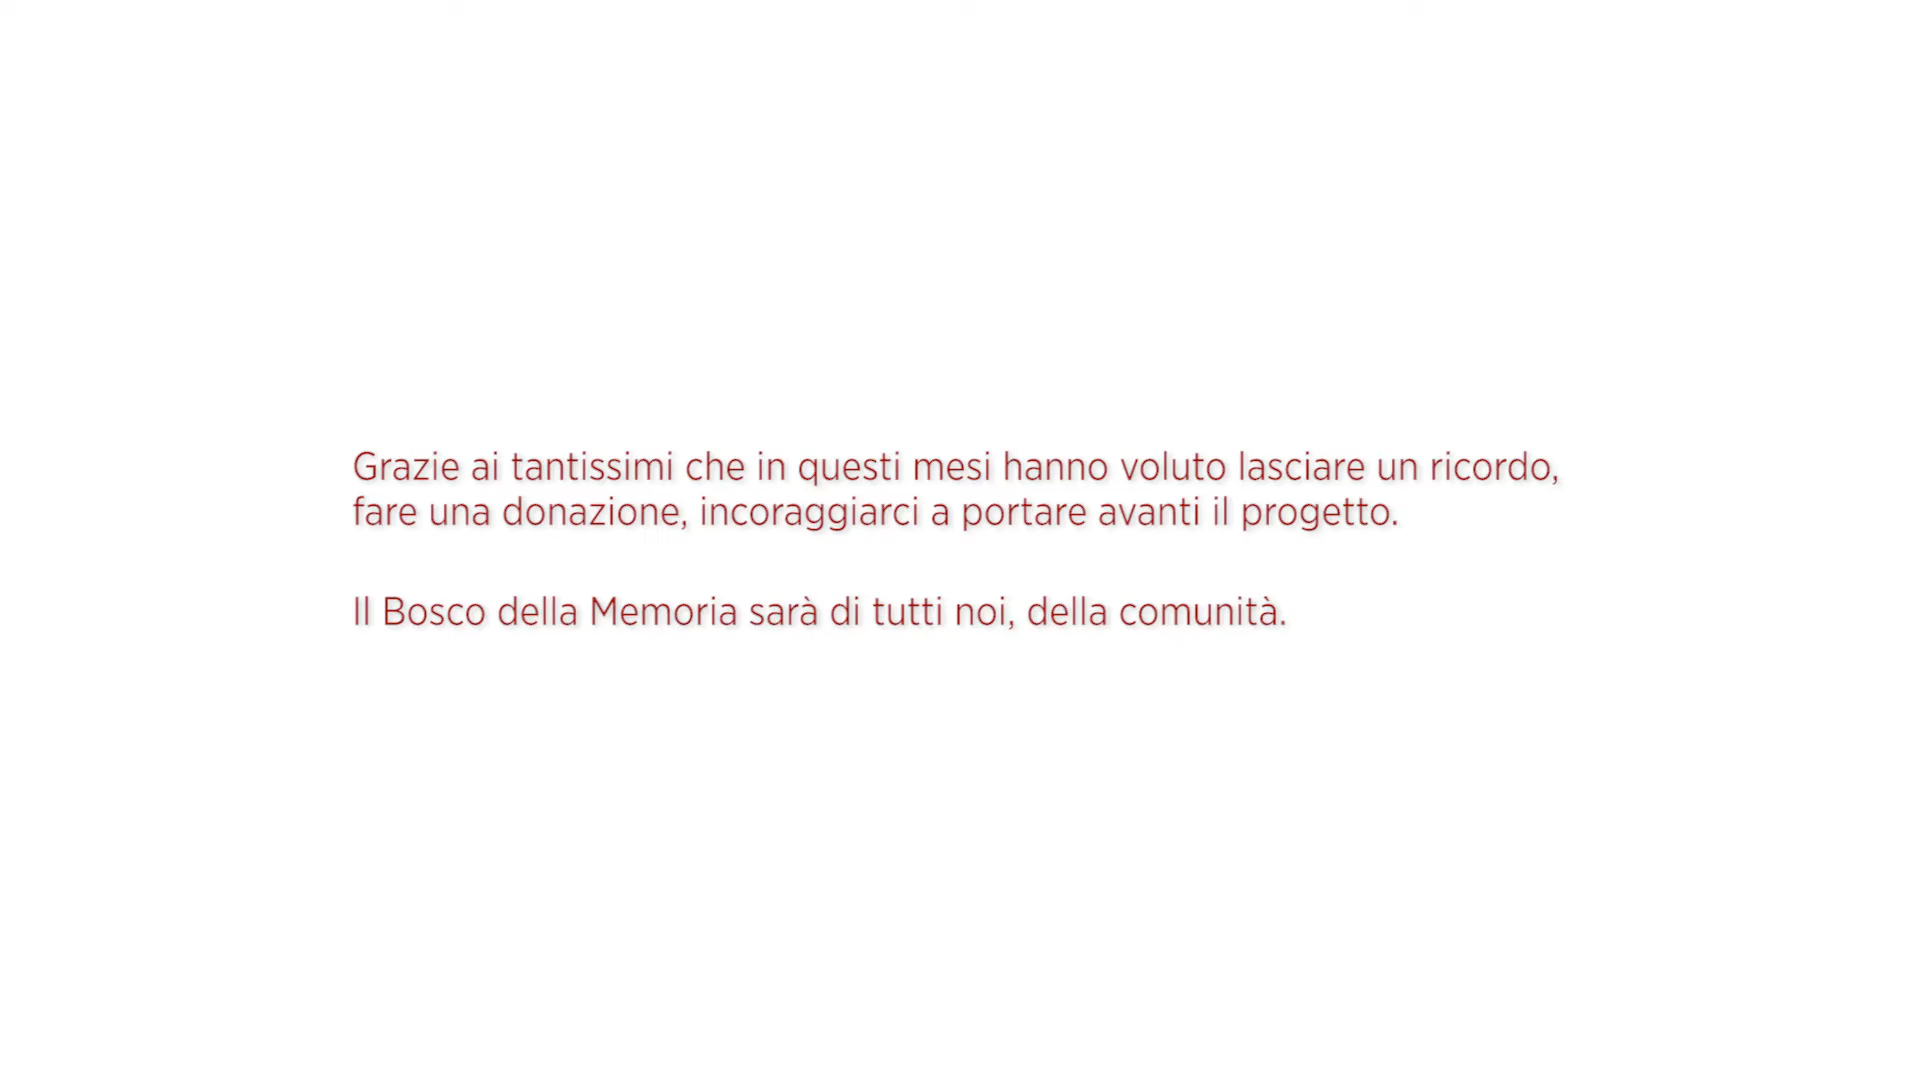 Grazie ai tantissimi che in questi mesi hanno voluto lasciare un ricordo,
fare una donazione, incoraggiarci a portare avanti il progetto.
Il Bosco della Memoria sarà di tutti noi, della comunità.